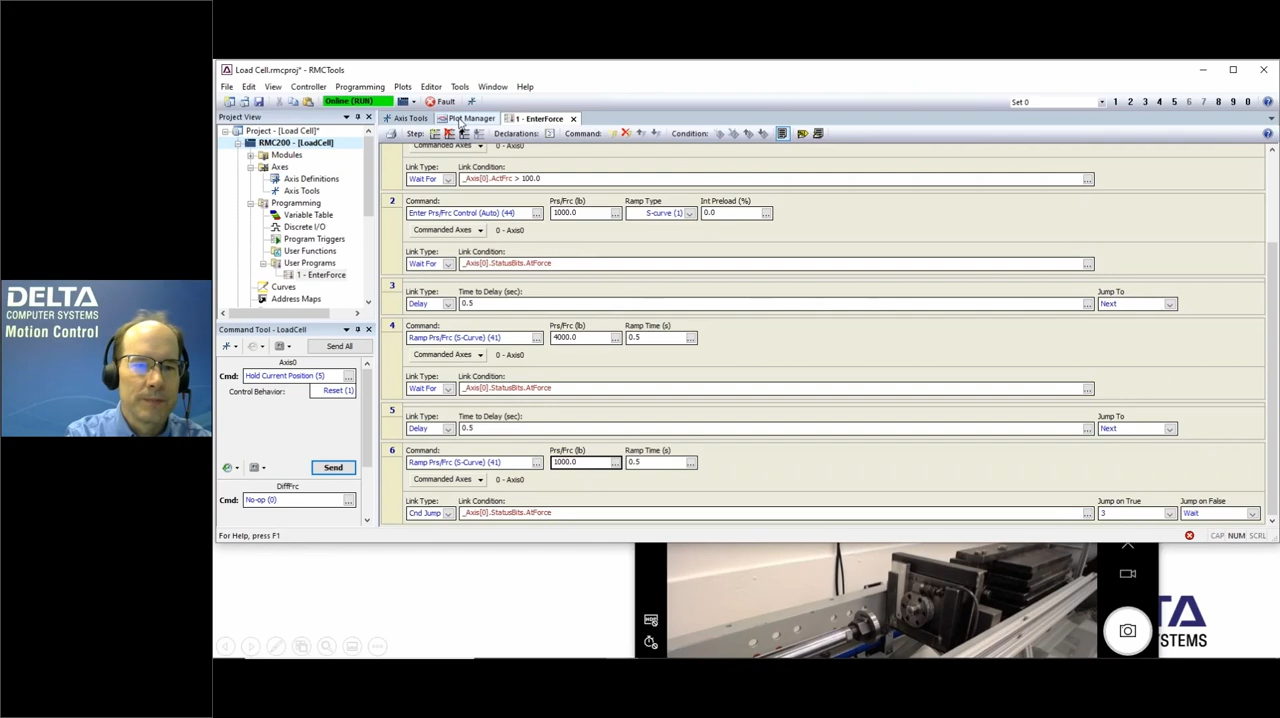 Load Cell.rmcproj* - RMCTools
File Edit View Controller Programming Plots Editor Tools Window Help
Online (RUN) Fault Set 0 1 2 3 4 5 6 7 8 9 0
Project View
Project - [Load Cell]*
RMC200 - [LoadCell]
Modules
Axes
Axis Definitions
Axis Tools
Programming
Variable Table
Discrete I/O
Program Triggers
User Functions
User Programs
1 - EnterForce
Curves
Address Maps
Command Tool - LoadCell
Send All
Axis0
Cmd: Hold Current Position (5) ...
Control Behavior: Reset (1)
Send
DiffFrc
Cmd: No-op (0) ...
For Help, press F1
Axis Tools Plot Manager 1 - EnterForce
Step: Declarations: Command: Condition:
Commanded Axes 0 - Axis0
Link Type: Link Condition:
Wait For _Axis[0].ActFrc > 100.0 ...
2 Command: Prs/Frc (lb) Ramp Type Int Preload (%)
Enter Prs/Frc Control (Auto) (44) ... 1000.0 ... S-curve (1) 0.0 ...
Commanded Axes 0 - Axis0
Link Type: Link Condition:
Wait For _Axis[0].StatusBits.AtForce ...
3 Link Type: Time to Delay (sec): Jump To
Delay 0.5 ... Next
4 Command: Prs/Frc (lb) Ramp Time (s)
Ramp Prs/Frc (S-Curve) (41) ... 4000.0 ... 0.5 ...
Commanded Axes 0 - Axis0
Link Type: Link Condition:
Wait For _Axis[0].StatusBits.AtForce ...
5 Link Type: Time to Delay (sec): Jump To
Delay 0.5 ... Next
6 Command: Prs/Frc (lb) Ramp Time (s)
Ramp Prs/Frc (S-Curve) (41) ... 1000.0 ... 0.5 ...
Commanded Axes 0 - Axis0
Link Type: Link Condition: Jump on True Jump on False
Cnd Jump _Axis[0].StatusBits.AtForce ... 3 Wait
CAP NUM SCRL
DELTA
COMPUTER SYSTEMS
Motion Control
HDR
TA
YSTEMS